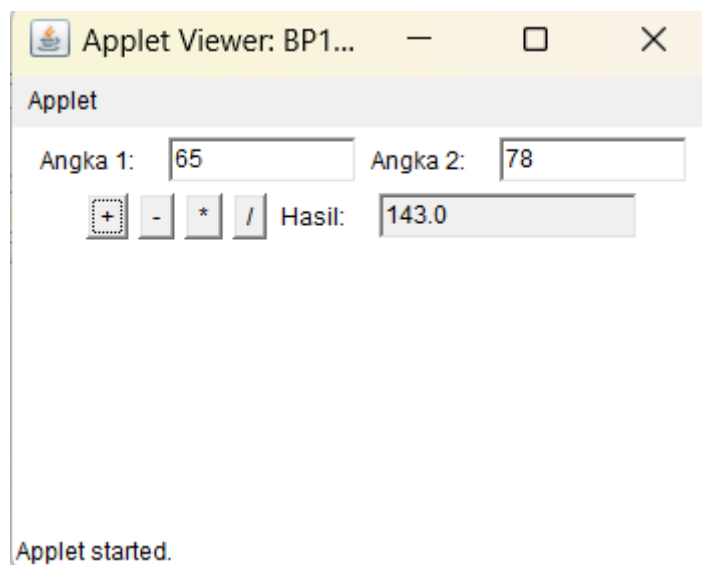 Applet Viewer: BP1...
Applet
Angka 1: 65 Angka 2: 78
+ - * / Hasil: 143.0
Applet started.